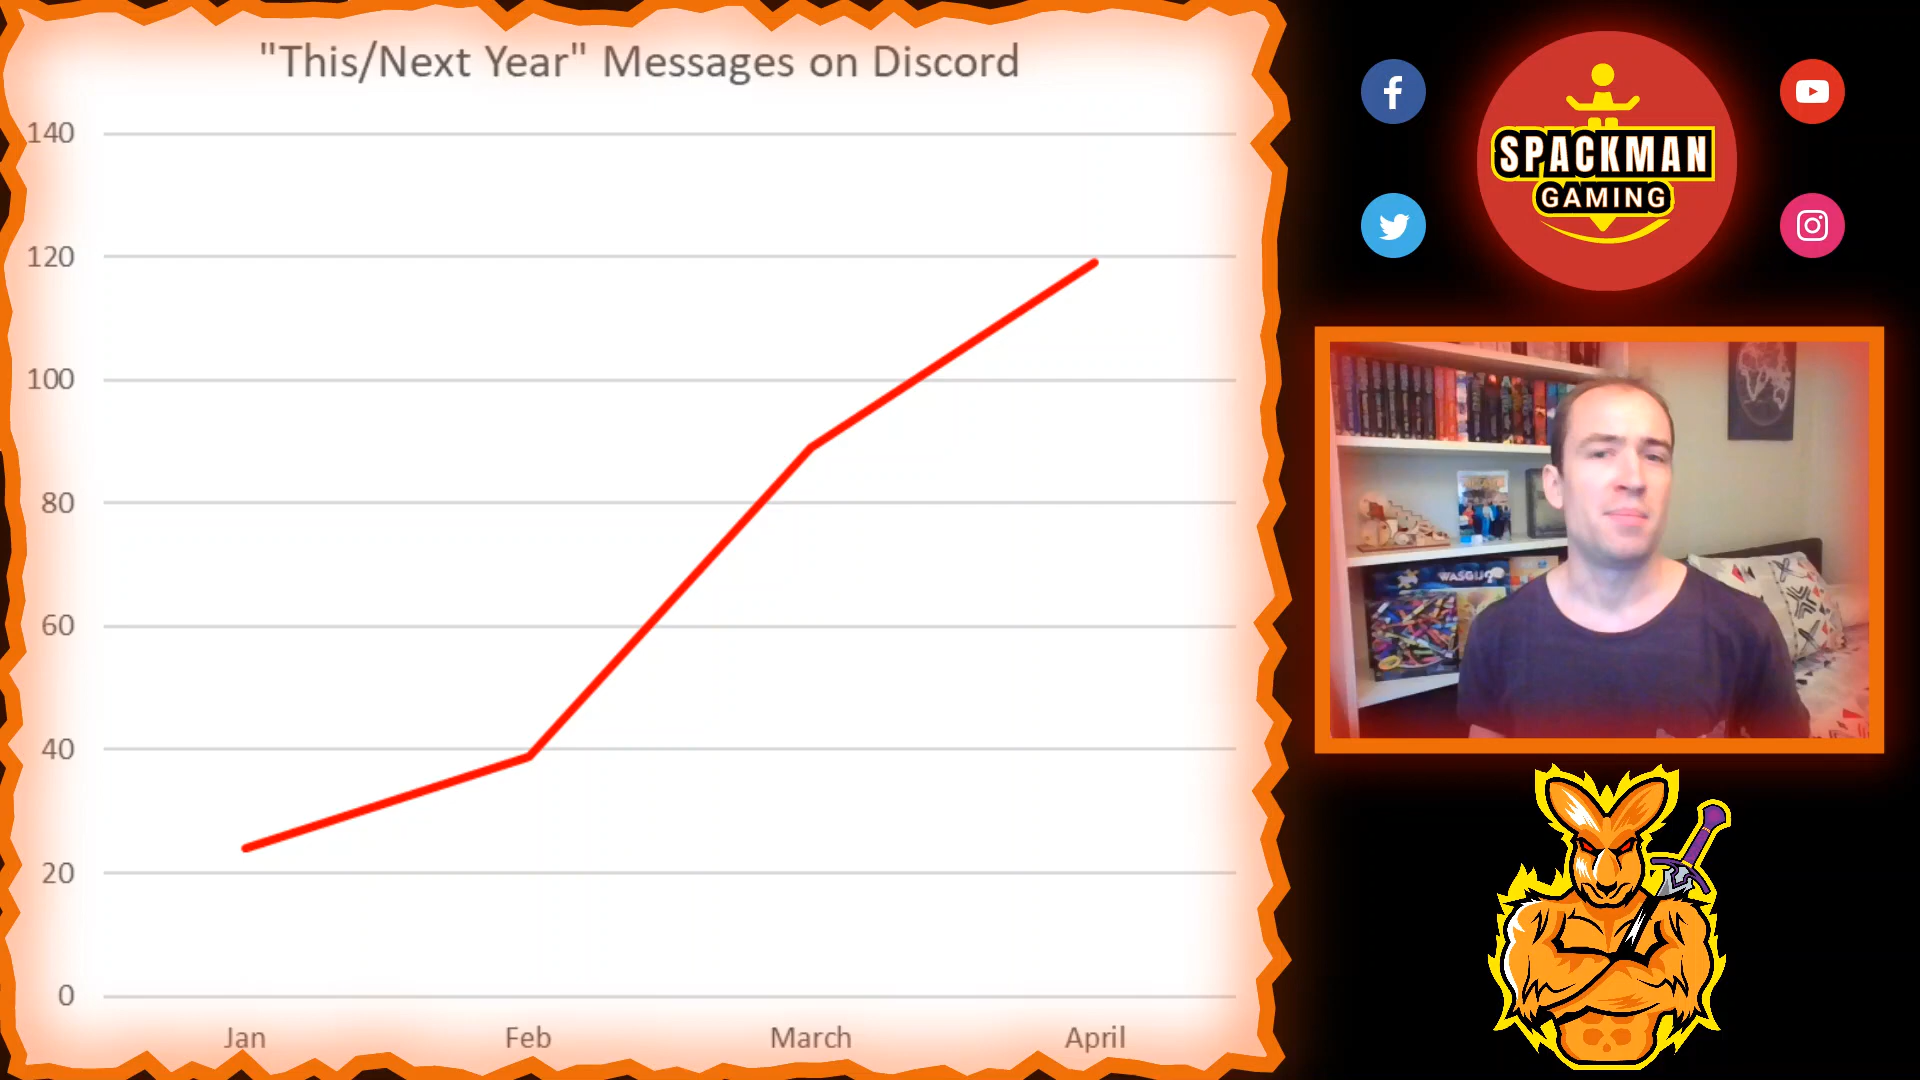 "This/Next Year" Messages on Discord
140
120
100
80
60
40
20
0
Jan Feb March April
SPACKMAN
GAMING
WASGIJ?